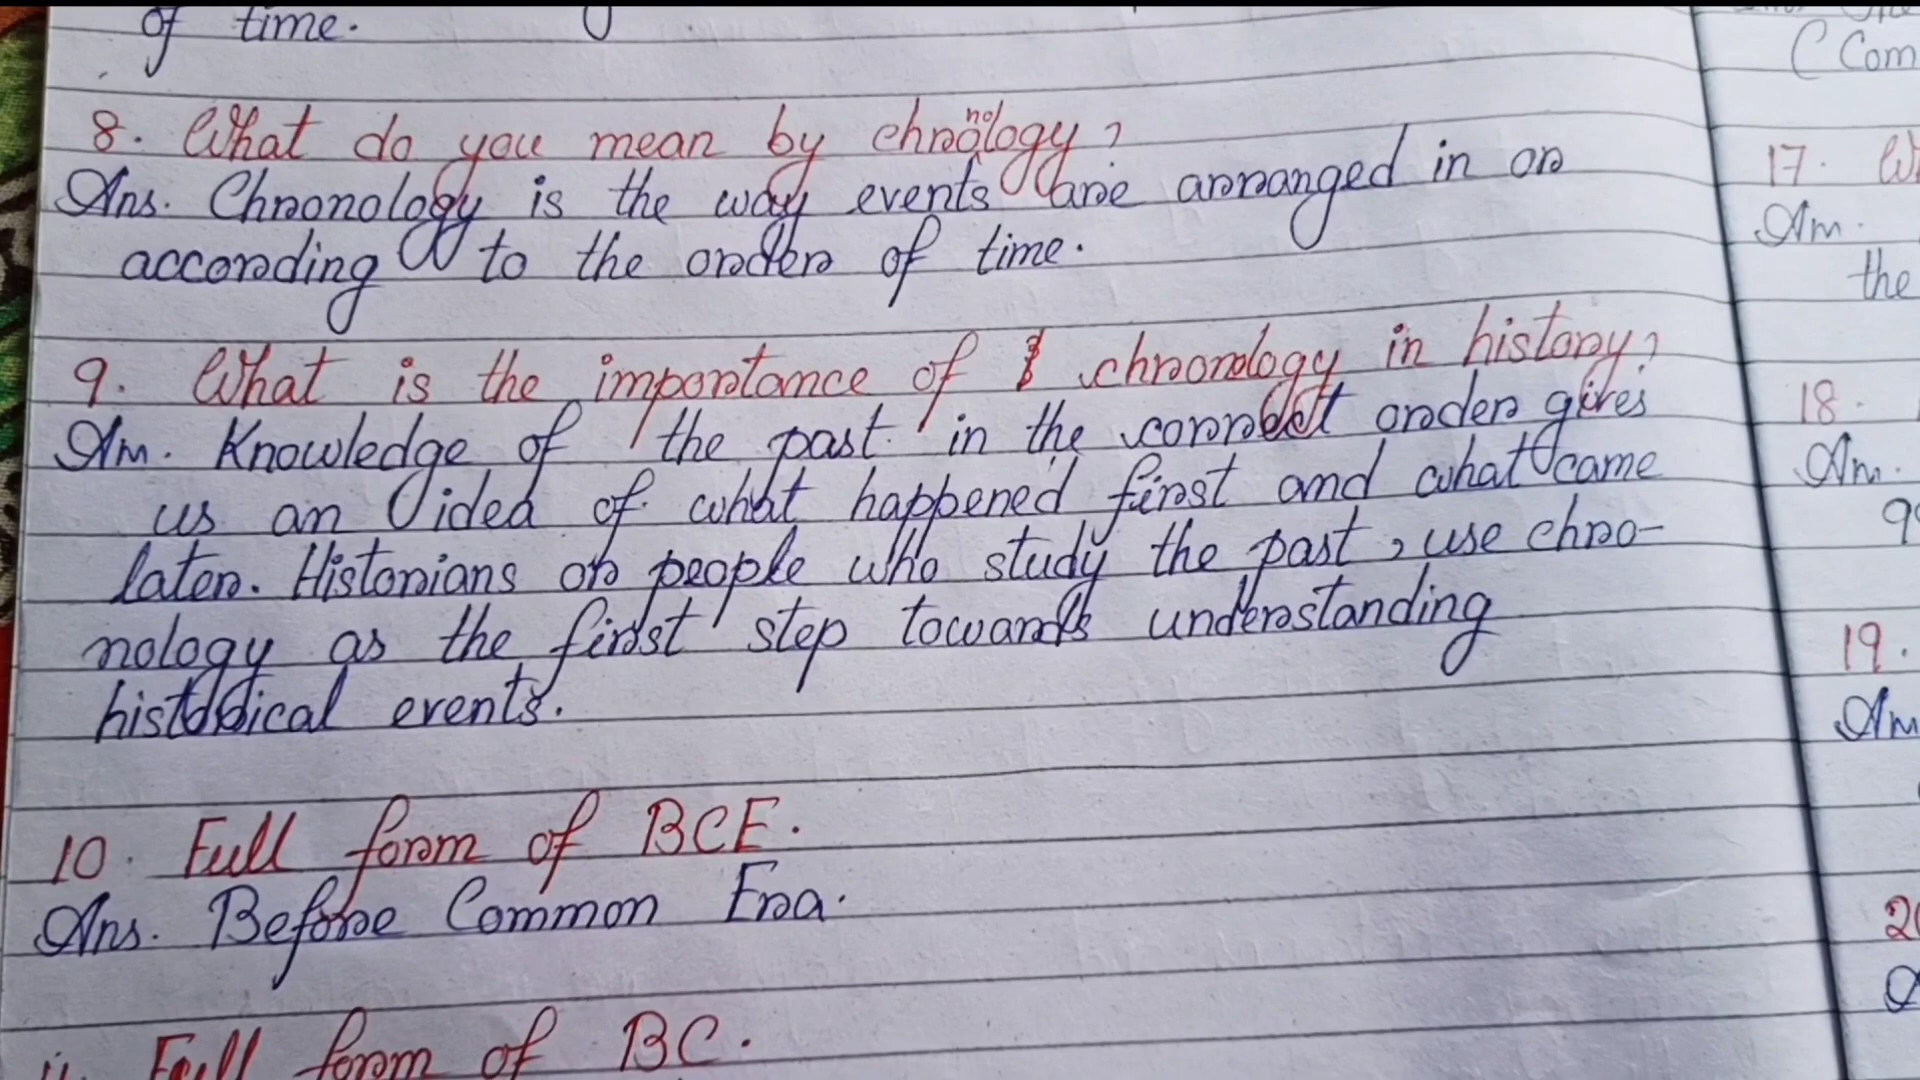 of time.
8. What do you mean by chronology?
Ans. Chronology is the way events are arranged in or
according to the order of time.
9. What is the importance of chronology in history?
Ans. Knowledge of the past in the correct order gives
us an idea of what happened first and what came
later. Historians or people who study the past, use chro-
nology as the first step towards understanding
historical events.
10. Full form of BCE.
Ans. Before Common Era.
11. Full form of BC.
(Com
17.
Ans.
the
18.
Ans.
19.
Ans